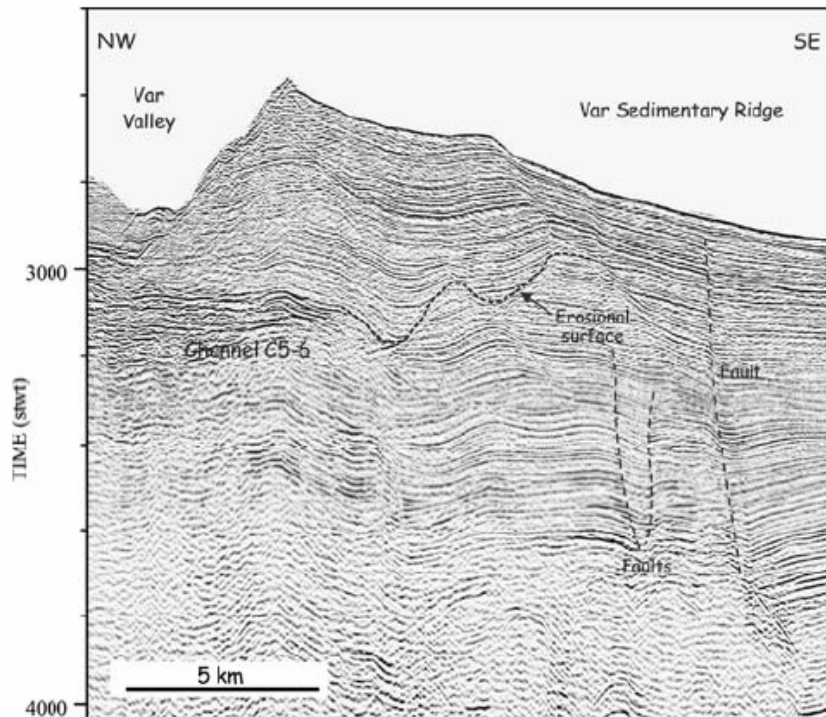 NW
SE
Var
Valley
Var Sedimentary Ridge
3000
Erosional
surface
Channel C5-6
Fault
TIME (stwt)
Faults
5 km
4000